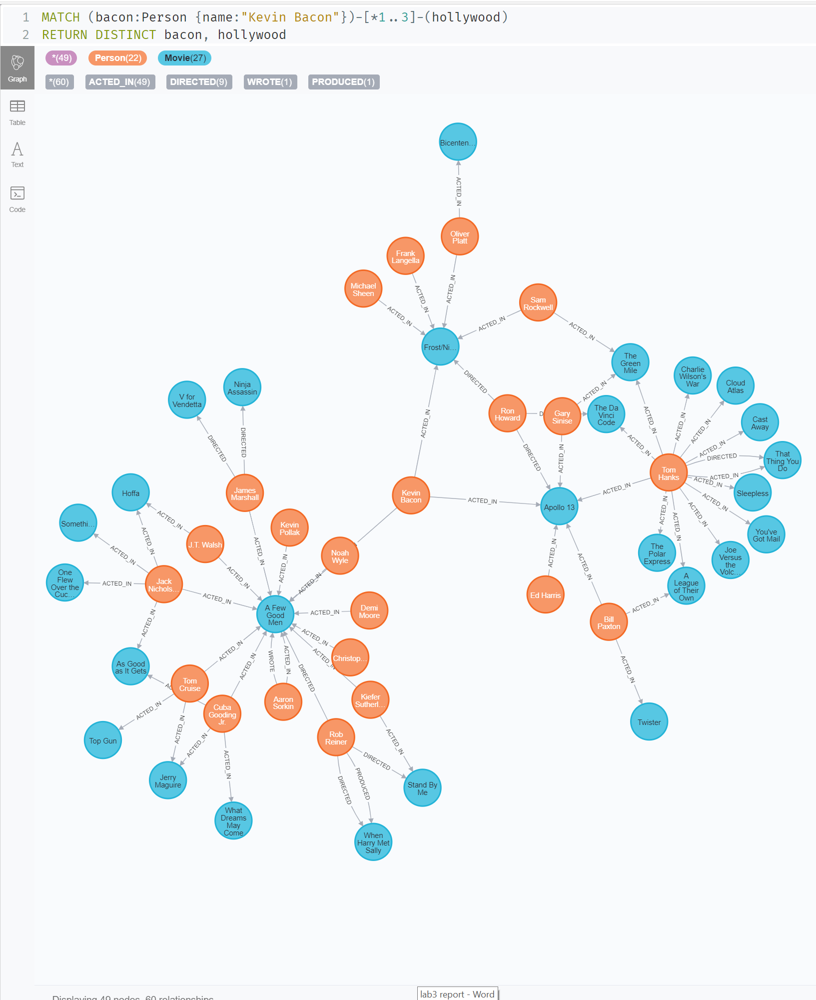 1 MATCH (bacon:Person {name:"Kevin Bacon"})-[*1..3]-(hollywood)
2 RETURN DISTINCT bacon, hollywood
*(49) Person(22) Movie(27)
*(60) ACTED_IN(49) DIRECTED(9) WROTE(1) PRODUCED(1)
Graph
Table
Text
Code
Bicenten...
ACTED_IN
Oliver
Platt
Frank
Langella
Michael
Sheen
ACTED_IN
ACTED_IN
ACTED_IN
Sam
Rockwell
ACTED_IN
ACTED_IN
Frost/Ni...
The
Green
Mile
Charlie
Wilson's
War
Cloud
Atlas
Ninja
Assassin
V for
Vendetta
DIRECTED
ACTED_IN
Ron
Howard
D
Gary
Sinise
The Da
Vinci
Code
Cast
Away
ACTED_IN
ACTED_IN
ACTED_IN
ACTED_IN
ACTED_IN
ACTED_IN
DIRECTED
DIRECTED
DIRECTED
ACTED_IN
DIRECTED
That
Thing You
Do
Tom
Hanks
ACTED_IN
ACTED_IN
ACTED_IN
Sleepless
James
Marshall
Hoffa
Kevin
Bacon
ACTED_IN
Apollo 13
ACTED_IN
ACTED_IN
ACTED_IN
ACTED_IN
You've
Got Mail
Somethi...
ACTED_IN
Kevin
Pollak
J.T. Walsh
ACTED_IN
ACTED_IN
ACTED_IN
Noah
Wyle
ACTED_IN
ACTED_IN
The
Polar
Express
Joe
Versus
the
Volc...
One
Flew
Over the
Cuc...
ACTED_IN
Jack
Nichols...
ACTED_IN
ACTED_IN
ACTED_IN
ACTED_IN
A
League
of Their
Own
Ed Harris
A Few
Good
Men
ACTED_IN
Demi
Moore
Bill
Paxton
ACTED_IN
ACTED_IN
ACTED_IN
ACTED_IN
Christop...
ACTED_IN
ACTED_IN
WROTE
ACTED_IN
DIRECTED
ACTED_IN
As Good
as It Gets
AC
Tom
Cruise
ACTED_IN
Aaron
Sorkin
Kiefer
Sutherl...
Cuba
Gooding
Jr.
ACTED_IN
Twister
ACTED_IN
ACTED_IN
ACTED_IN
Top Gun
Rob
Reiner
ACTED_IN
DIRECTED
DIRECTED
PRODUCED
Jerry
Maguire
Stand By
Me
What
Dreams
May
Come
When
Harry Met
Sally
Displaying 49 nodes, 60 relationships.
lab3 report - Word